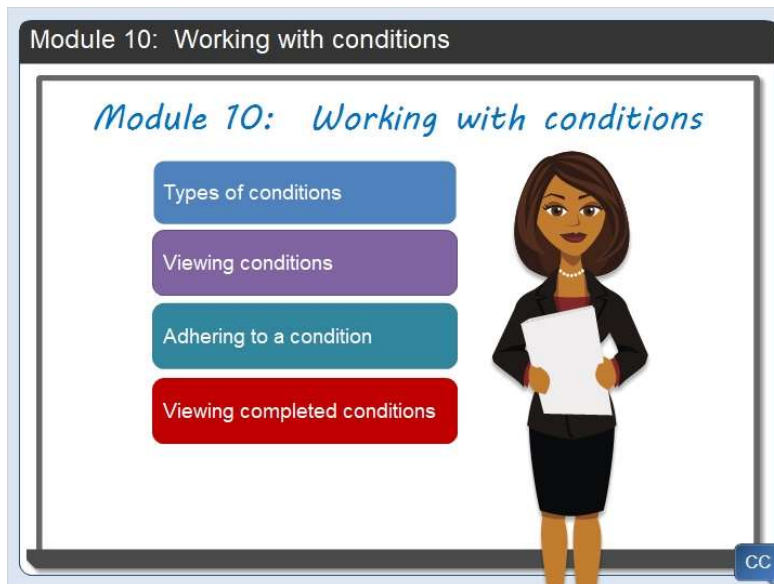 Module 10: Working with conditions
Module 10: Working with conditions
Types of conditions
Viewing conditions
Adhering to a condition
Viewing completed conditions
CC